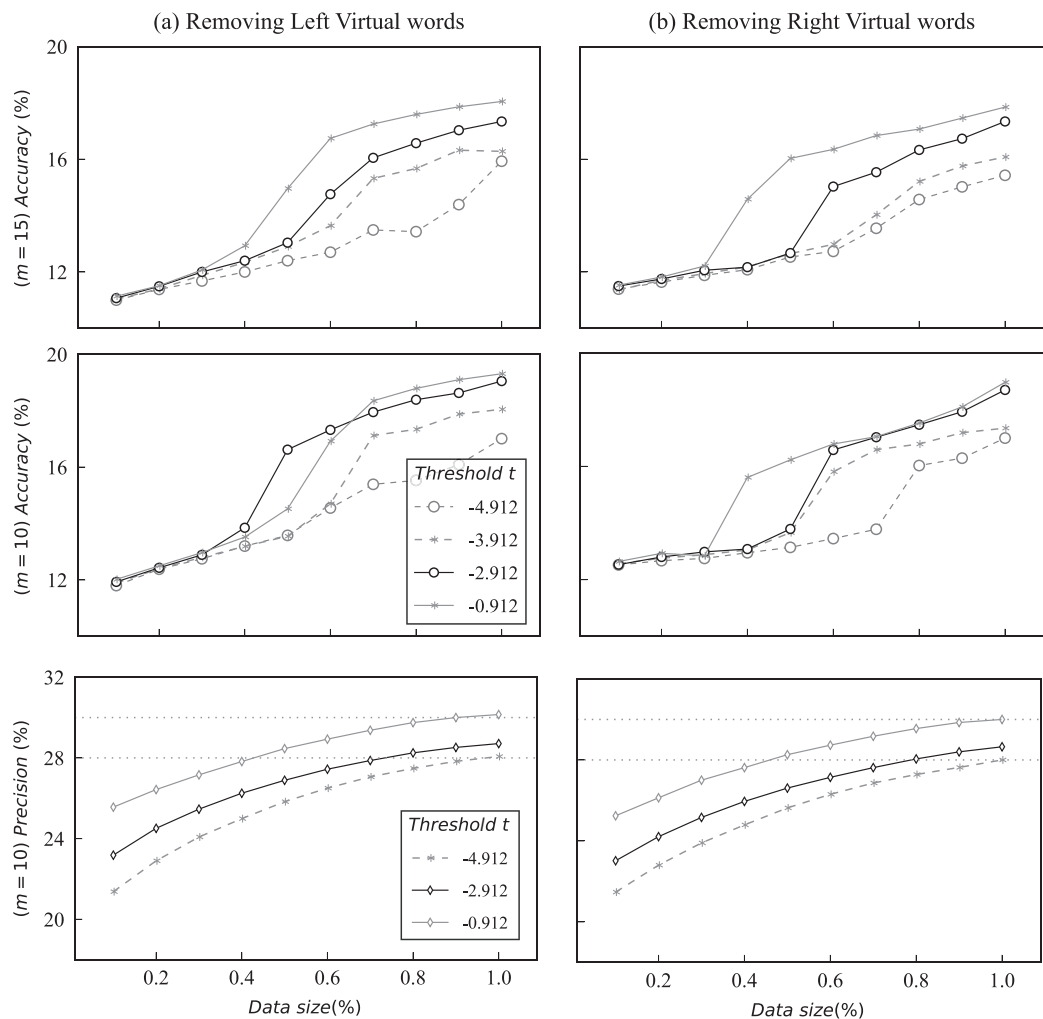 (a) Removing Left Virtual words
(b) Removing Right Virtual words
20
16
12
(m = 15) Accuracy (%)
20
16
12
(m = 10) Accuracy (%)
Threshold t
-4.912
-3.912
-2.912
-0.912
32
28
24
20
(m = 10) Precision (%)
Threshold t
-4.912
-2.912
-0.912
0.2 0.4 0.6 0.8 1.0
Data size(%)
0.2 0.4 0.6 0.8 1.0
Data size(%)